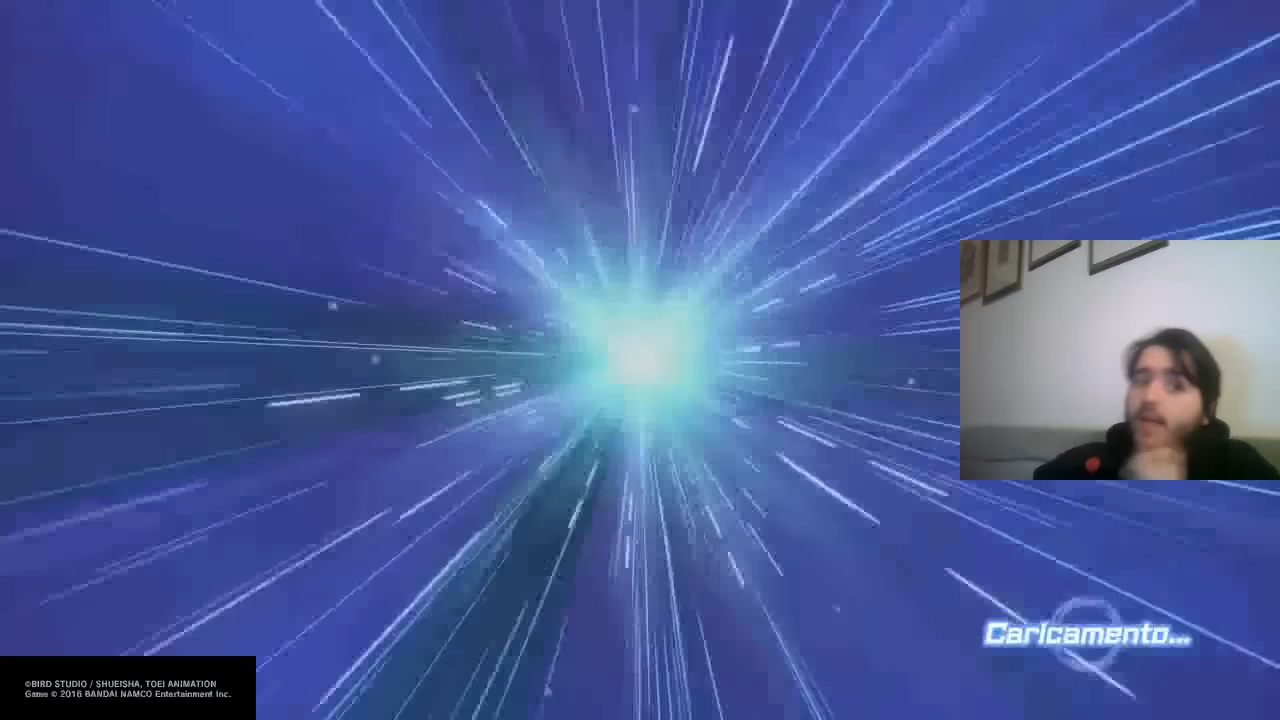 Caricamento...
©BIRD STUDIO / SHUEISHA, TOEI ANIMATION
Game © 2016 BANDAI NAMCO Entertainment Inc.